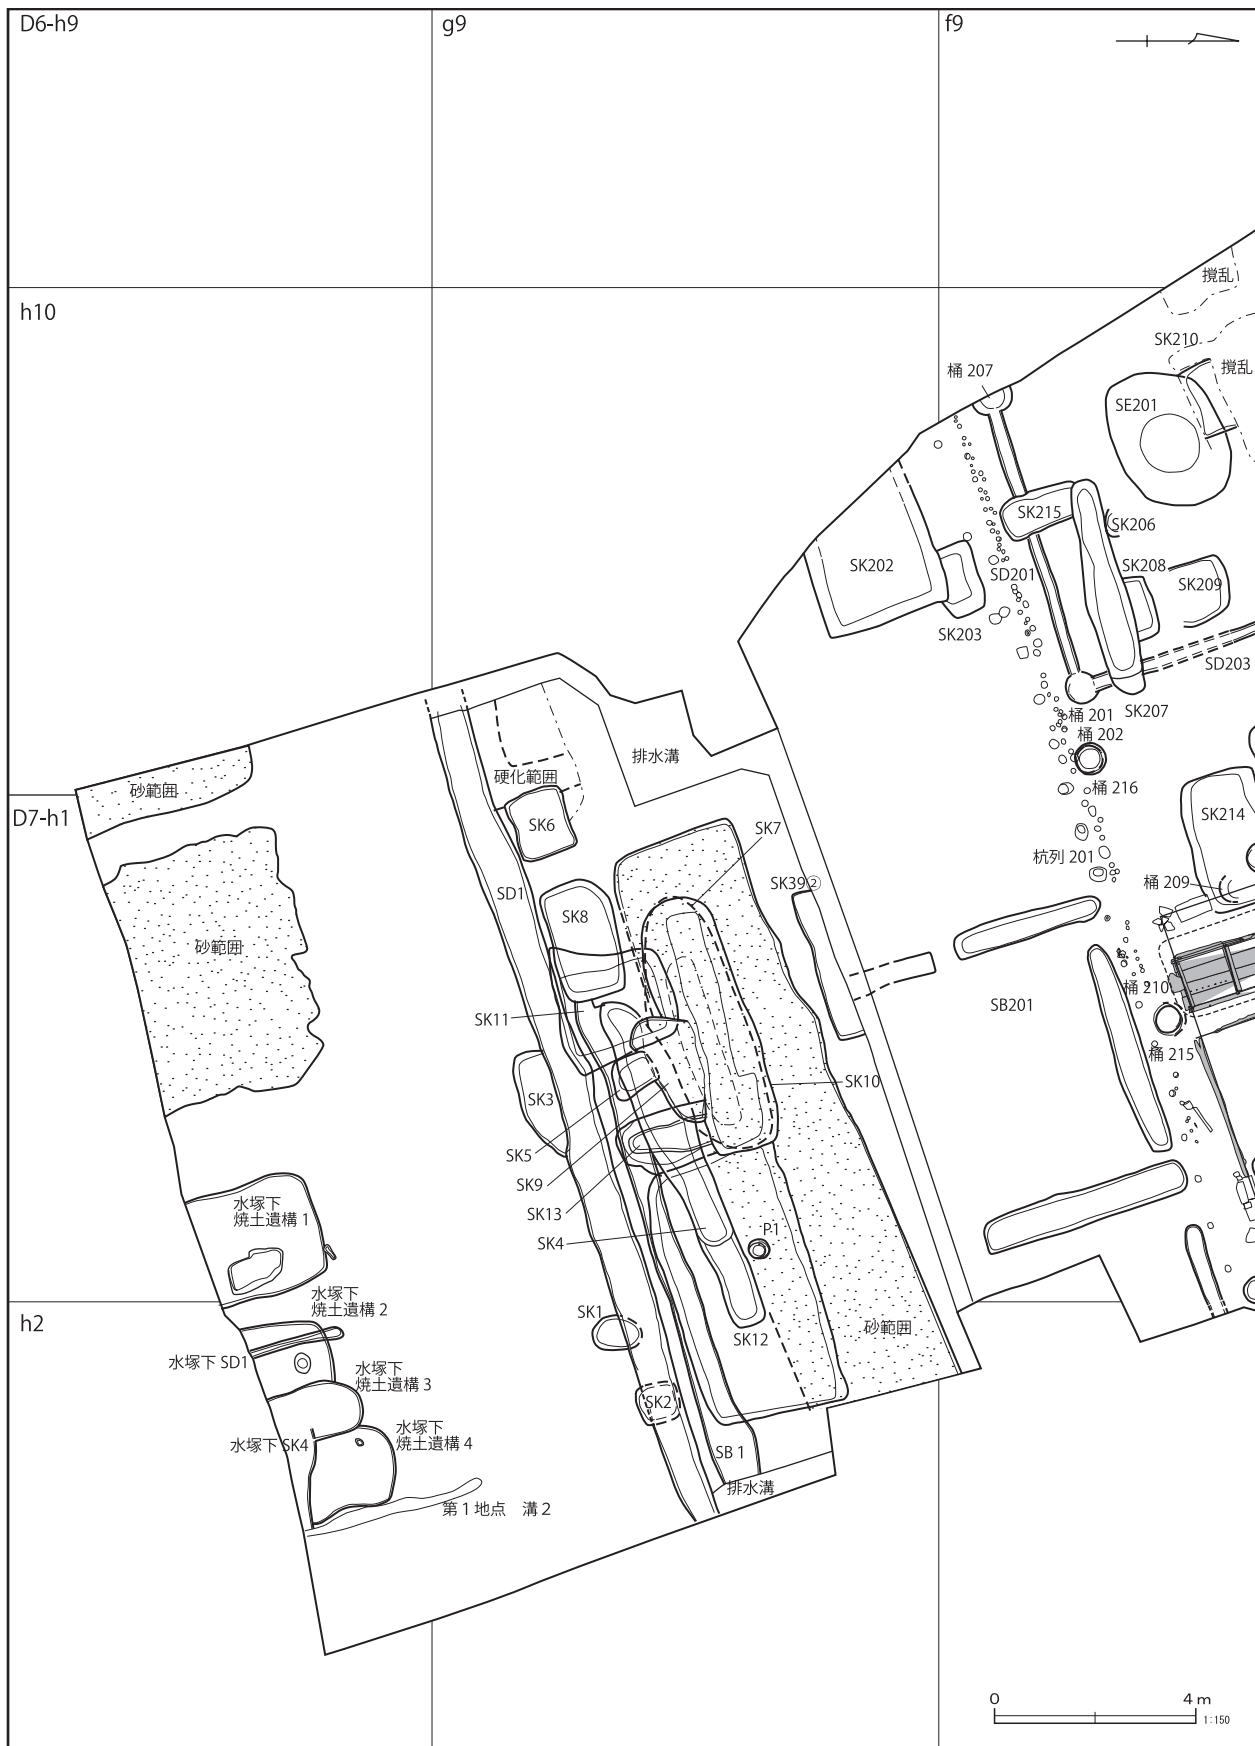 D6-h9
g9
f9
h10
撹乱
SK210
撹乱
桶 207
SE201
SK215
SK206
SK202
SD201
SK208
SK209
SK203
SD203
SK207
桶 201
桶 202
排水溝
硬化範囲
砂範囲
桶 216
D7-h1
SK6
SK7
SK214
杭列 201
SK39②
桶 209
SD1
SK8
砂範囲
桶 210
SB201
SK11
桶 215
SK10
SK3
SK5
SK9
水塚下
焼土遺構 1
SK13
P1
SK4
水塚下
焼土遺構 2
SK1
h2
砂範囲
SK12
水塚下 SD1
水塚下
焼土遺構 3
SK2
水塚下
焼土遺構 4
水塚下 SK4
SB 1
排水溝
第 1 地点　溝 2
0 4 m
1:150